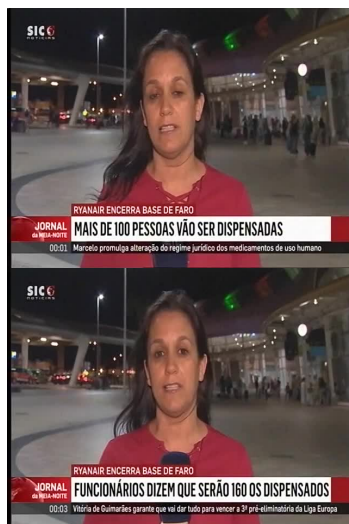 SIC
NOTÍCIAS
RYANAIR ENCERRA BASE DE FARO
JORNAL
da MEIA-NOITE
MAIS DE 100 PESSOAS VÃO SER DISPENSADAS
00:01
Marcelo promulga alteração do regime jurídico dos medicamentos de uso humano
SIC
NOTÍCIAS
RYANAIR ENCERRA BASE DE FARO
JORNAL
da MEIA-NOITE
FUNCIONÁRIOS DIZEM QUE SERÃO 160 OS DISPENSADOS
00:03
Vitória de Guimarães garante que vai dar tudo para vencer a 3ª pré-eliminatória da Liga Europa